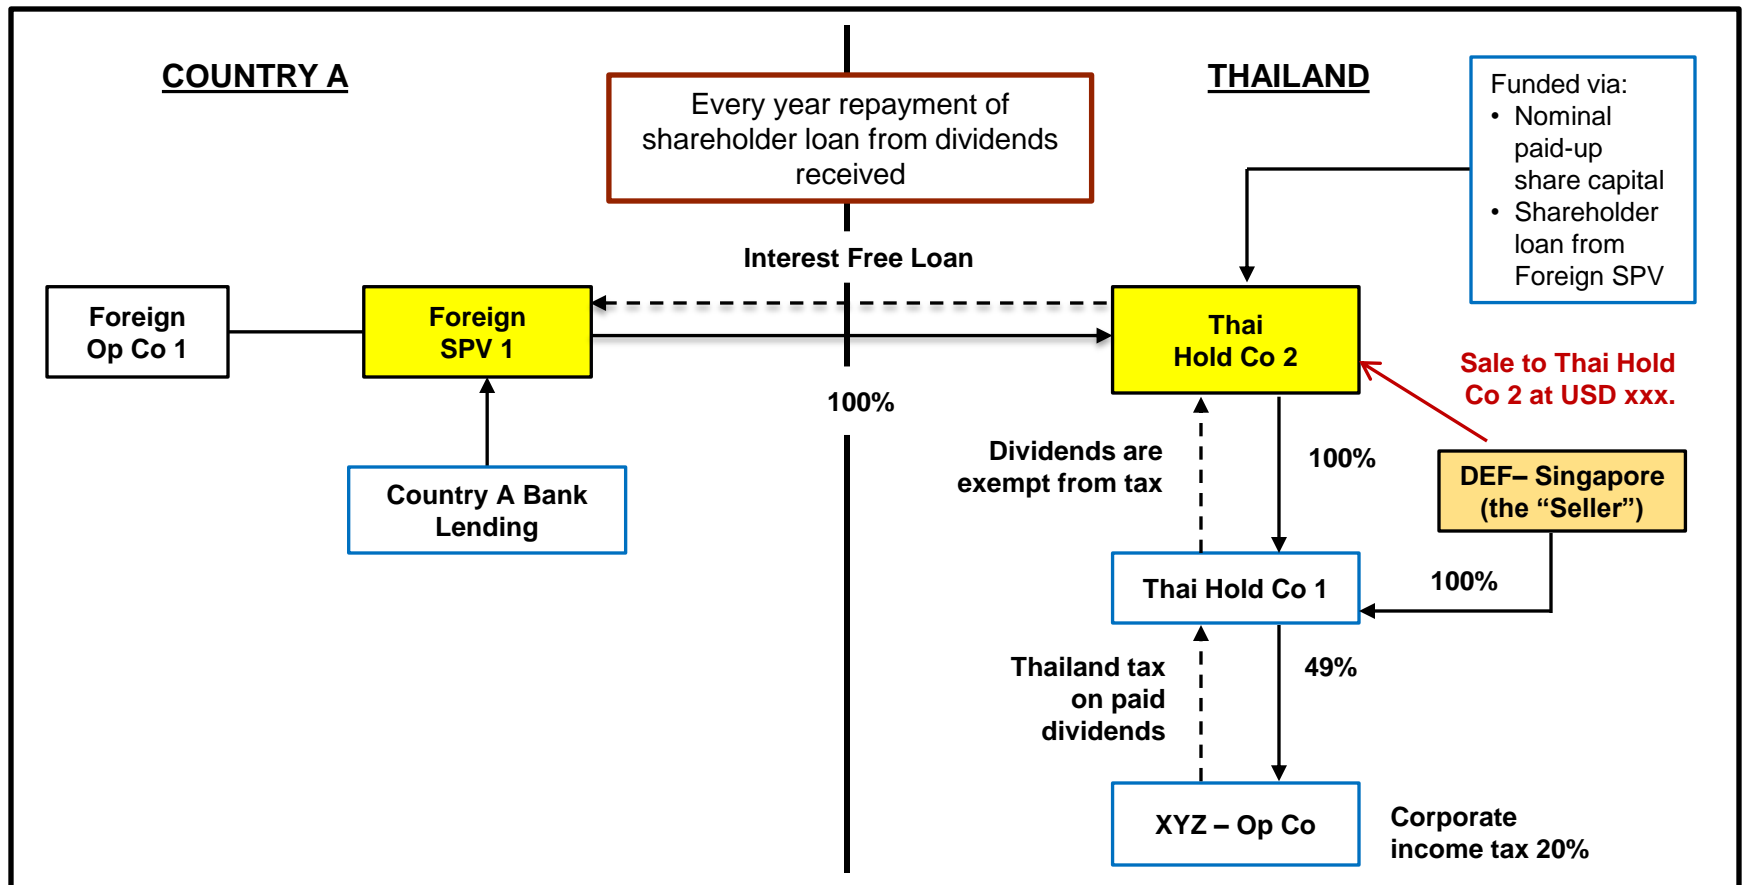 COUNTRY A
THAILAND
Every year repayment of
shareholder loan from dividends
received
Funded via:
• Nominal
paid-up
share capital
• Shareholder
loan from
Foreign SPV
Interest Free Loan
Foreign
Op Co 1
Foreign
SPV 1
Thai
Hold Co 2
Sale to Thai Hold
Co 2 at USD xxx.
100%
Country A Bank
Lending
Dividends are
exempt from tax
100%
DEF– Singapore
(the “Seller”)
Thai Hold Co 1
100%
Thailand tax
on paid
dividends
49%
XYZ – Op Co
Corporate
income tax 20%